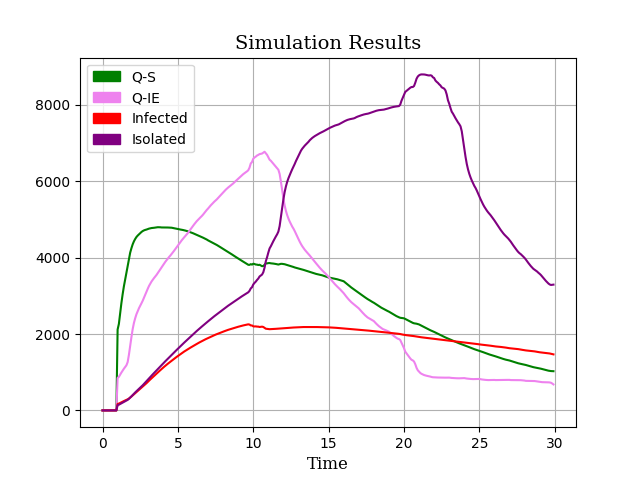 Simulation Results
Q-S
Q-IE
Infected
Isolated
8000
6000
4000
2000
0
0 5 10 15 20 25 30
Time